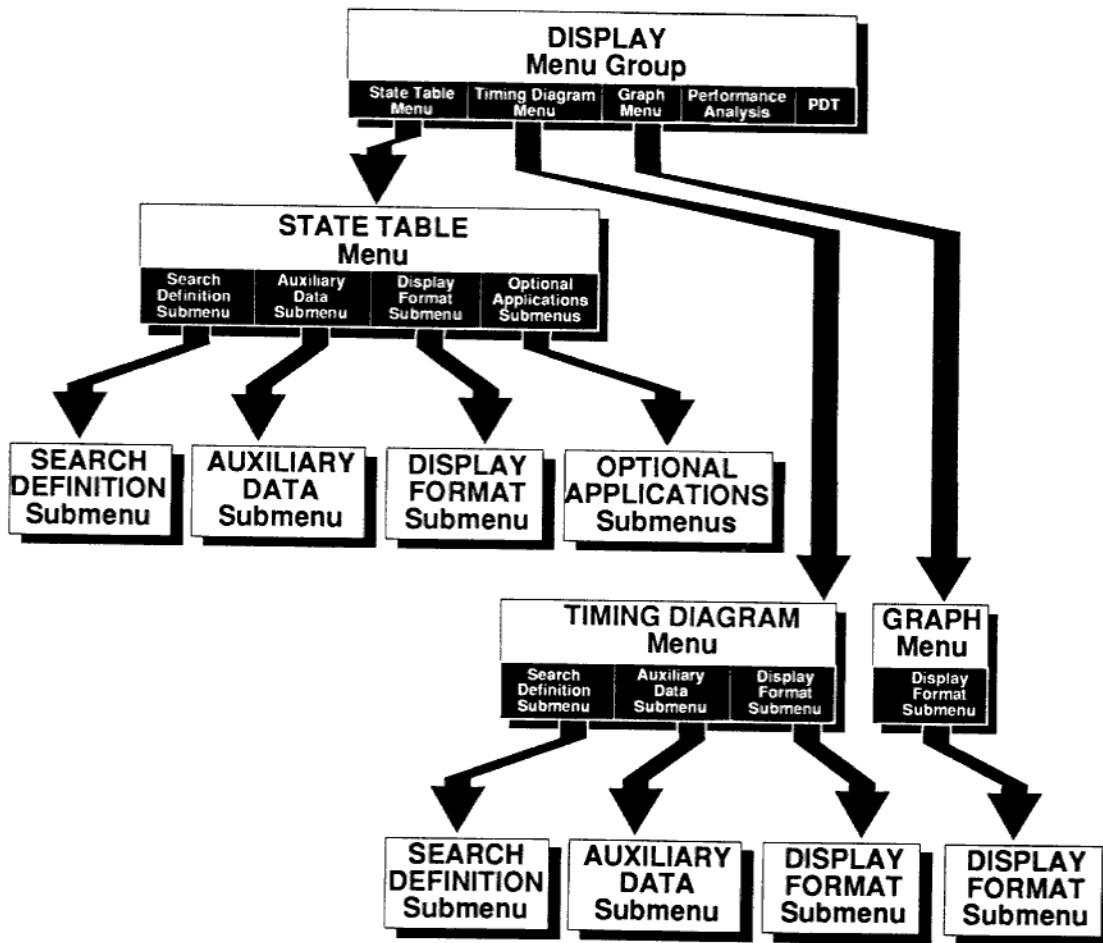 DISPLAY
Menu Group
State Table
Menu
Timing Diagram
Menu
Graph
Menu
Performance
Analysis
PDT
STATE TABLE
Menu
Search
Definition
Submenu
Auxiliary
Data
Submenu
Display
Format
Submenu
Optional
Applications
Submenus
SEARCH
DEFINITION
Submenu
AUXILIARY
DATA
Submenu
DISPLAY
FORMAT
Submenu
OPTIONAL
APPLICATIONS
Submenus
TIMING DIAGRAM
Menu
Search
Definition
Submenu
Auxiliary
Data
Submenu
Display
Format
Submenu
GRAPH
Menu
Display
Format
Submenu
SEARCH
DEFINITION
Submenu
AUXILIARY
DATA
Submenu
DISPLAY
FORMAT
Submenu
DISPLAY
FORMAT
Submenu